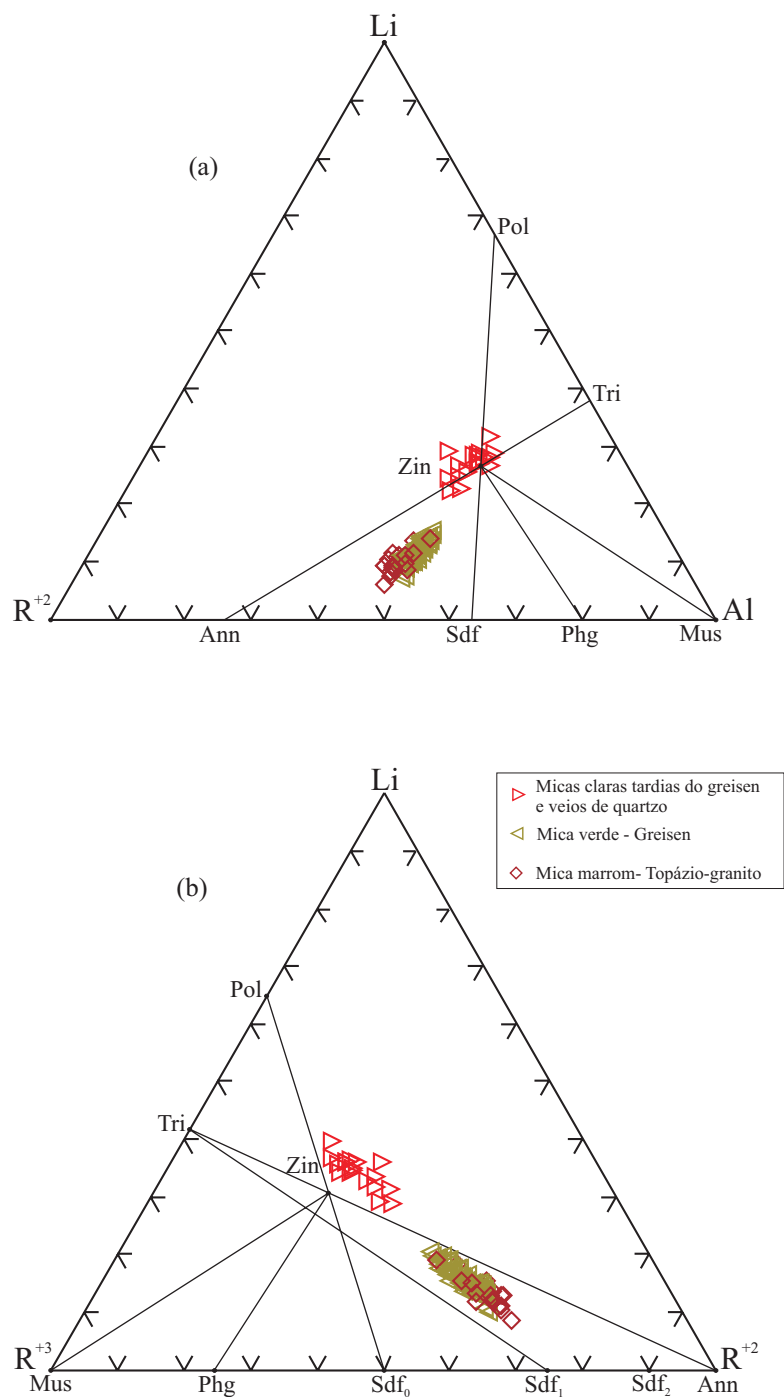 Li
(a)
Pol
Tri
Zin
R⁺²
Al
Ann
Sdf
Phg
Mus
Li
Micas claras tardias do greisen
e veios de quartzo
Mica verde - Greisen
Mica marrom- Topázio-granito
(b)
Pol
Tri
Zin
R⁺³
R⁺²
Mus
Phg
Sdf₀
Sdf₁
Sdf₂
Ann